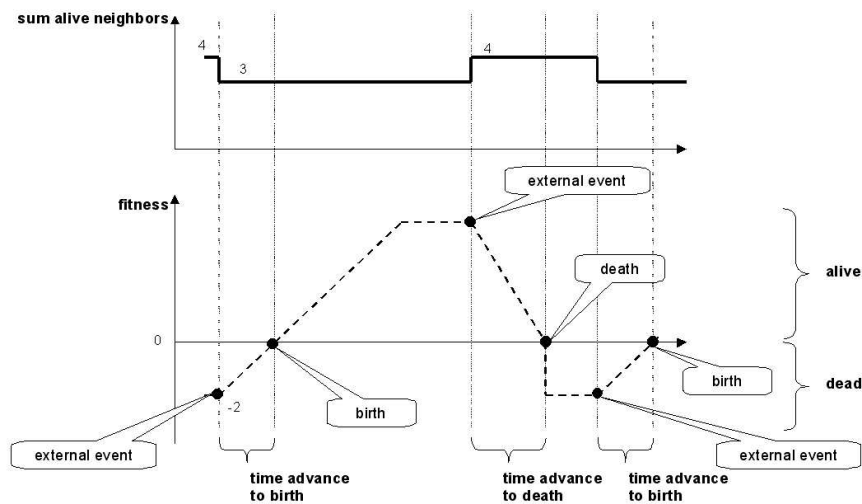 sum alive neighbors
4
3
4
external event
fitness
death
alive
0
birth
dead
-2
birth
external event
external event
time advance
to birth
time advance
to death
time advance
to birth